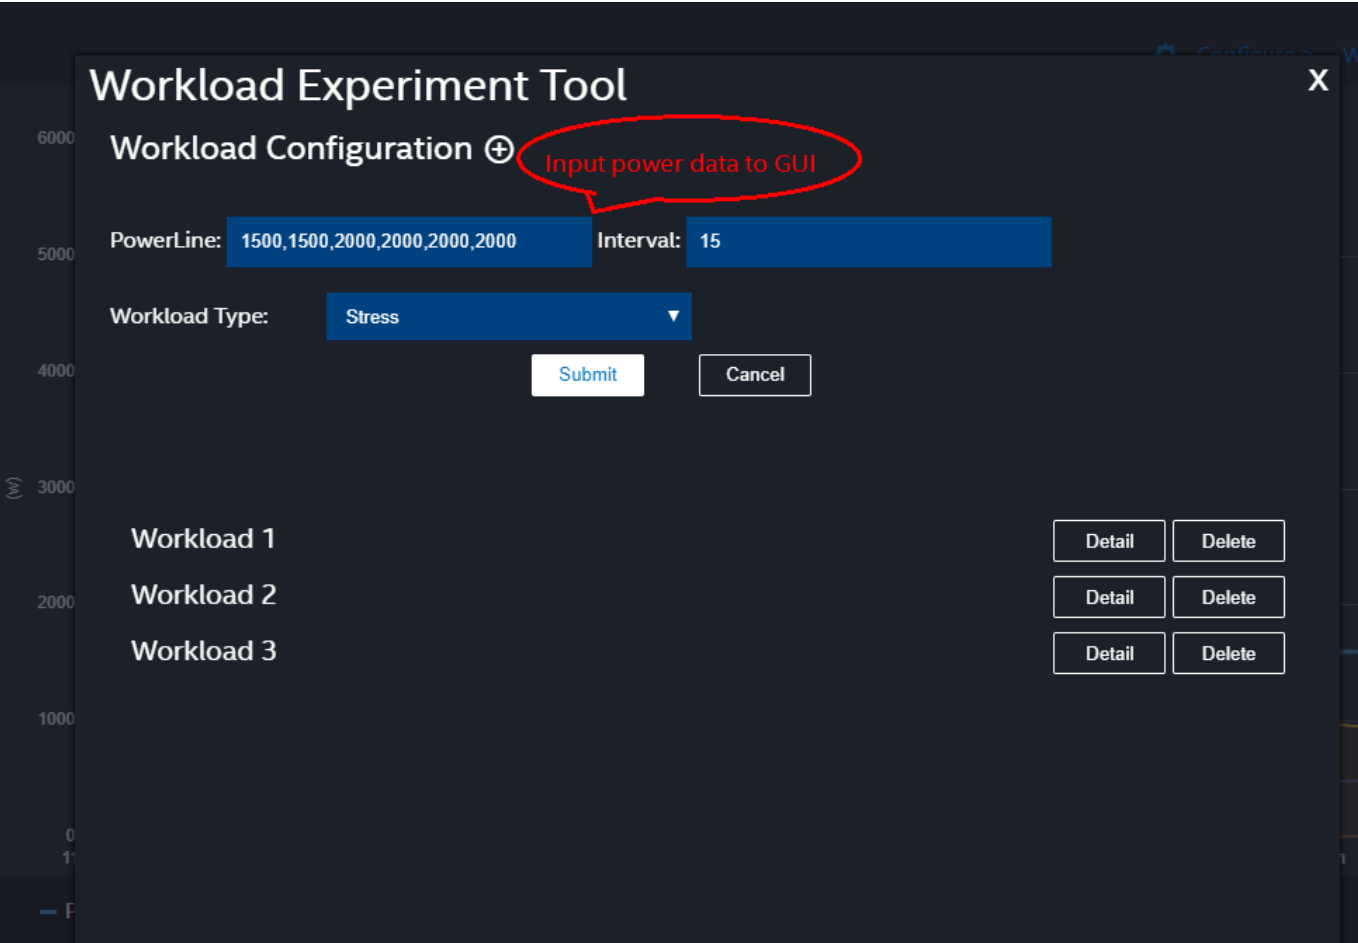 Configure >
Workload Experiment Tool X
Workload Configuration
Input power data to GUI
PowerLine: 1500,1500,2000,2000,2000,2000 Interval: 15
Workload Type: Stress ▼
Submit Cancel
Workload 1 Detail Delete
Workload 2 Detail Delete
Workload 3 Detail Delete
6000
5000
4000
3000
(W)
2000
1000
0